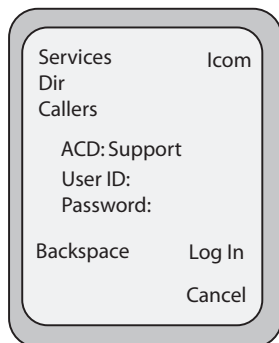 Services Icom
Dir
Callers
ACD: Support
User ID:
Password:
Backspace Log In
Cancel